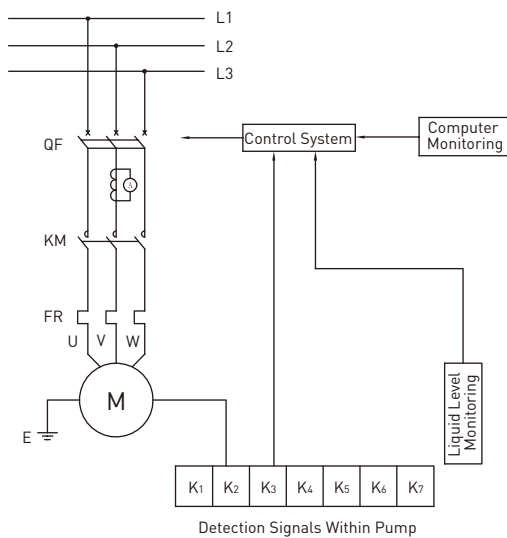 L1
L2
L3
QF
Control System
Computer
Monitoring
A
KM
FR
U
V
W
M
E
Liquid Level
Monitoring
K1 K2 K3 K4 K5 K6 K7
Detection Signals Within Pump